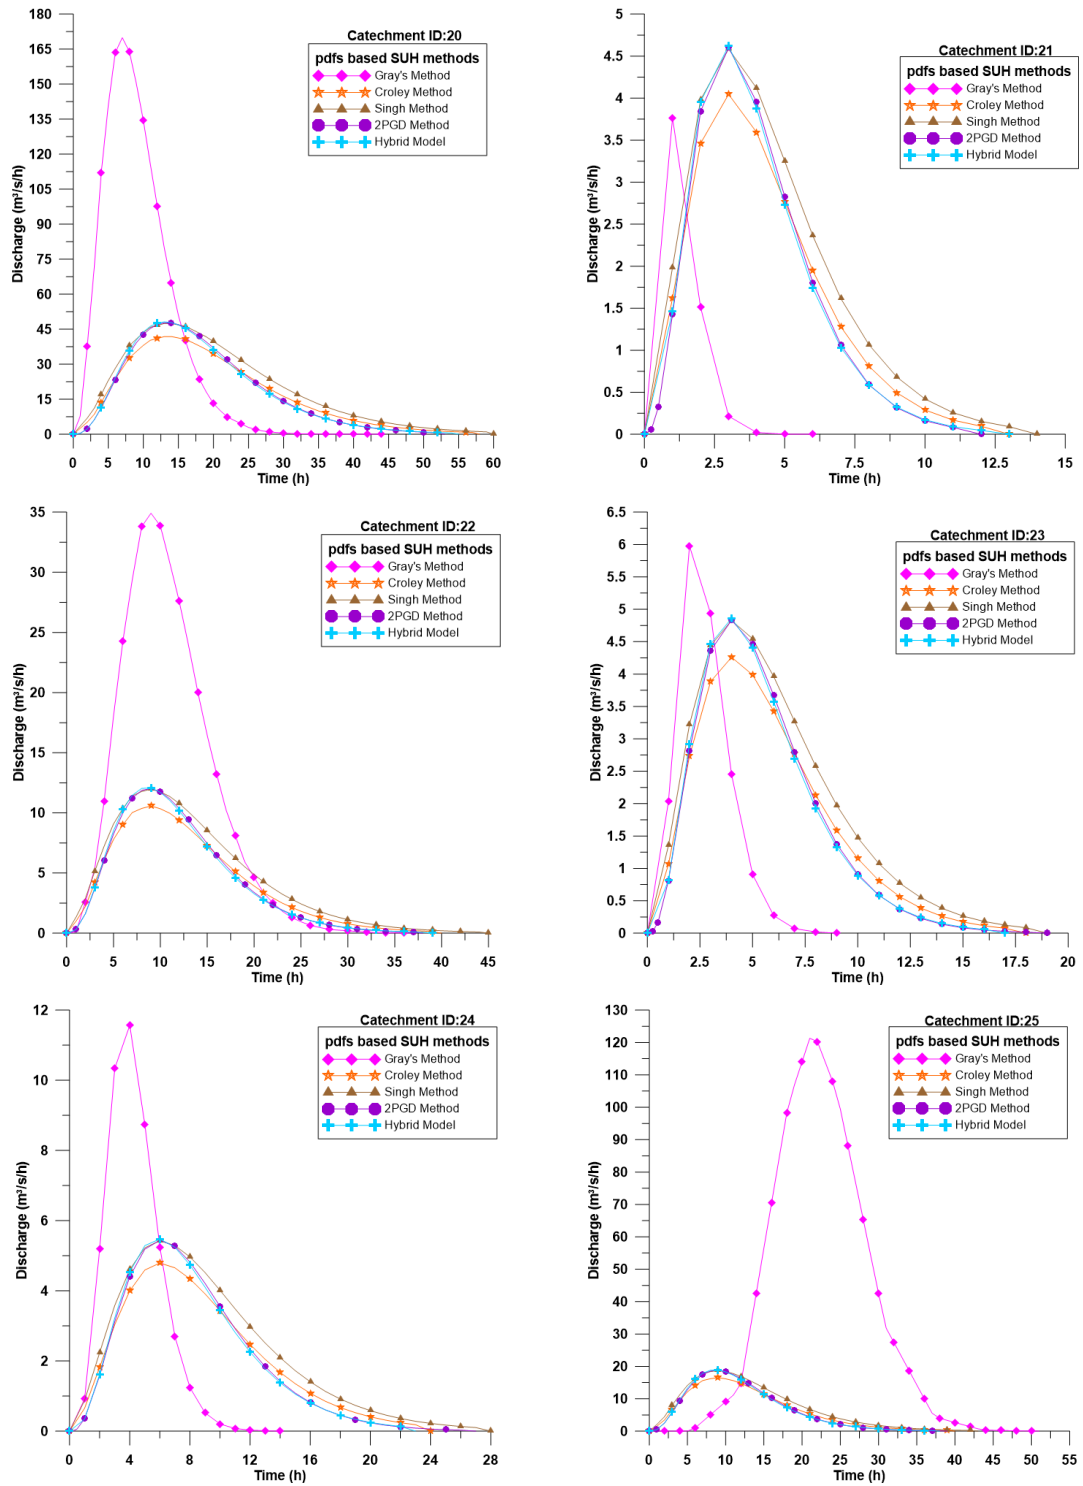 Catechment ID:20
pdfs based SUH methods
Gray's Method
Croley Method
Singh Method
2PGD Method
Hybrid Model
Discharge (m³/s/h)
180
165
150
135
120
105
90
75
60
45
30
15
0
0 5 10 15 20 25 30 35 40 45 50 55 60
Time (h)
Catechment ID:21
pdfs based SUH methods
Gray's Method
Croley Method
Singh Method
2PGD Method
Hybrid Model
Discharge (m³/s/h)
5
4.5
4
3.5
3
2.5
2
1.5
1
0.5
0
0 2.5 5 7.5 10 12.5 15
Time (h)
Catechment ID:22
pdfs based SUH methods
Gray's Method
Croley Method
Singh Method
2PGD Method
Hybrid Model
Discharge (m³/s/h)
35
30
25
20
15
10
5
0
0 5 10 15 20 25 30 35 40 45
Time (h)
Catechment ID:23
pdfs based SUH methods
Gray's Method
Croley Method
Singh Method
2PGD Method
Hybrid Model
Discharge (m³/s/h)
6.5
6
5.5
5
4.5
4
3.5
3
2.5
2
1.5
1
0.5
0
0 2.5 5 7.5 10 12.5 15 17.5 20
Time (h)
Catechment ID:24
pdfs based SUH methods
Gray's Method
Croley Method
Singh Method
2PGD Method
Hybrid Model
Discharge (m³/s/h)
12
10
8
6
4
2
0
0 4 8 12 16 20 24 28
Time (h)
Catechment ID:25
pdfs based SUH methods
Gray's Method
Croley Method
Singh Method
2PGD Method
Hybrid Model
Discharge (m³/s/h)
130
120
110
100
90
80
70
60
50
40
30
20
10
0
0 5 10 15 20 25 30 35 40 45 50 55
Time (h)